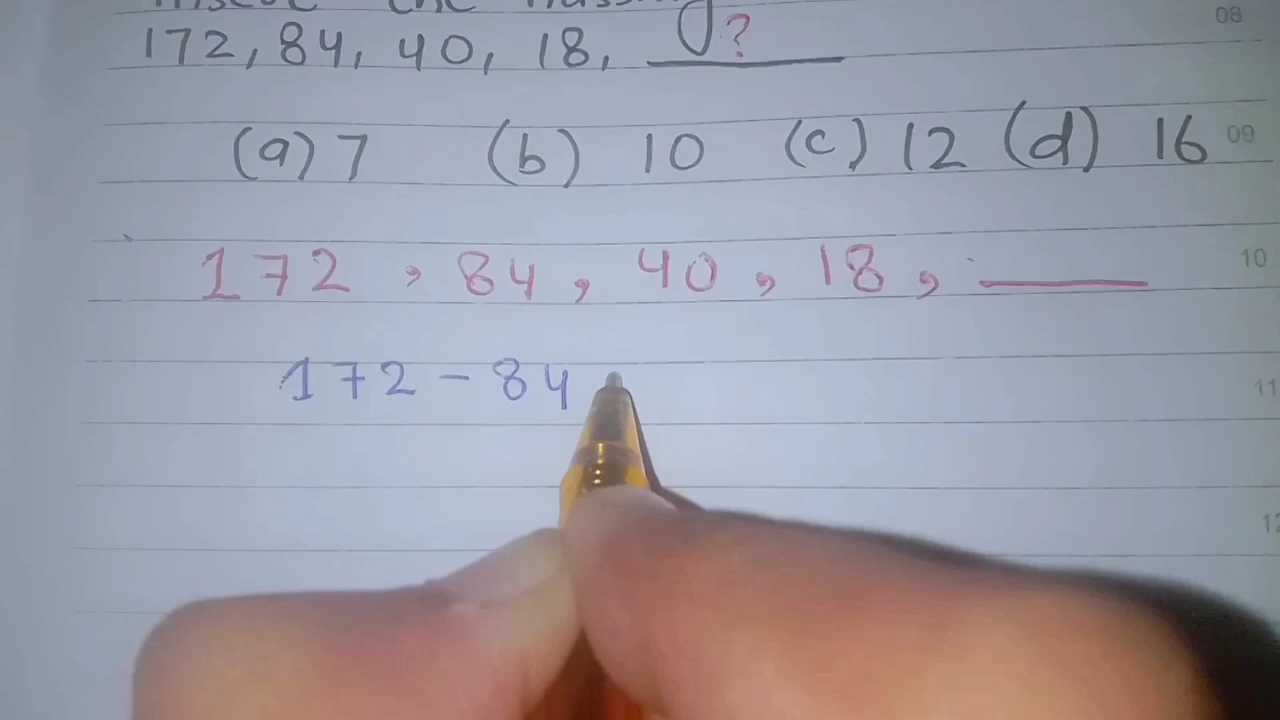 172, 84, 40, 18, ?
(a) 7 (b) 10 (c) 12 (d) 16
172 , 84 , 40 , 18 ,
172 - 84
08
09
10
11